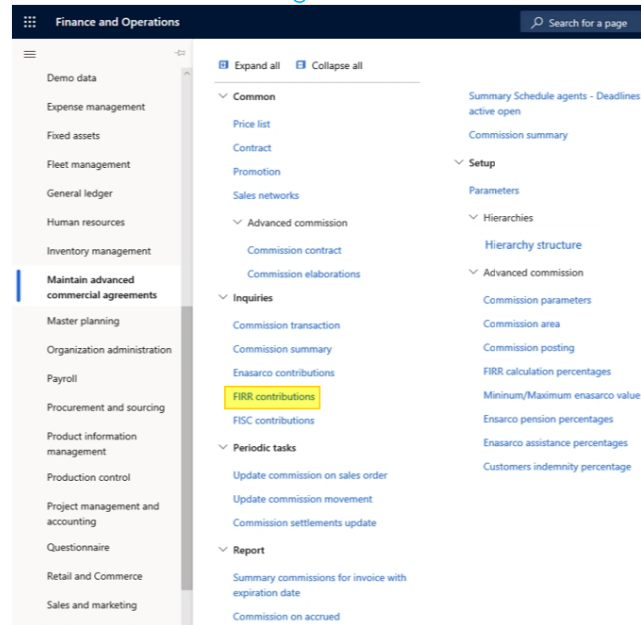 Finance and Operations
Search for a page
Demo data
Expense management
Fixed assets
Fleet management
General ledger
Human resources
Inventory management
Maintain advanced
commercial agreements
Master planning
Organization administration
Payroll
Procurement and sourcing
Product information
management
Production control
Project management and
accounting
Questionnaire
Retail and Commerce
Sales and marketing
Expand all
Collapse all
Common
Price list
Contract
Promotion
Sales networks
Advanced commission
Commission contract
Commission elaborations
Inquiries
Commission transaction
Commission summary
Enasarco contributions
FIRR contributions
FISC contributions
Periodic tasks
Update commission on sales order
Update commission movement
Commission settlements update
Report
Summary commissions for invoice with
expiration date
Commission on accrued
Summary Schedule agents - Deadlines
active open
Commission summary
Setup
Parameters
Hierarchies
Hierarchy structure
Advanced commission
Commission parameters
Commission area
Commission posting
FIRR calculation percentages
Mininum/Maximum enasarco value
Ensarco pension percentages
Enasarco assistance percentages
Customers indemnity percentage